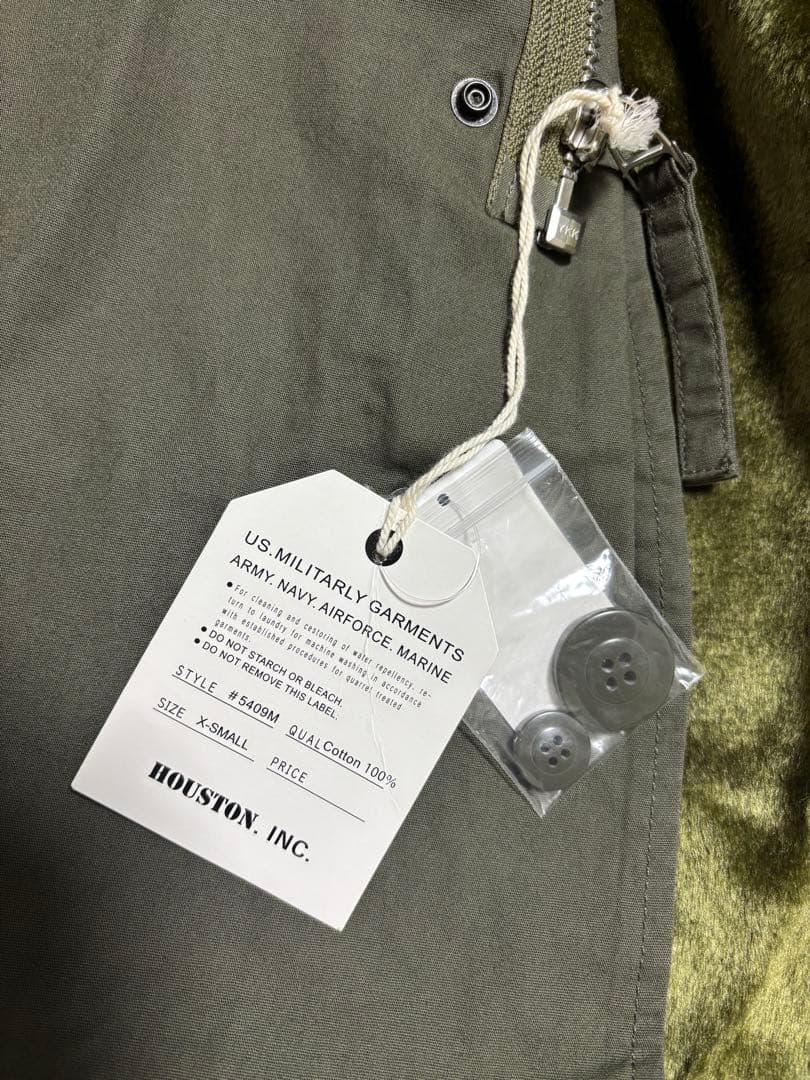 YKK
US.MILITARLY GARMENTS
ARMY. NAVY. AIRFORCE. MARINE
● For cleaning and cestoring of water repellency. re-
turn to laundry for machine washing in accordance
with established procedures for quarrel treated
garments.
● DO NOT STARCH OR BLEACH.
● DO NOT REMOVE THIS LABEL.
STYLE #5409M QUAL Cotton 100%
SIZE X-SMALL PRICE
HOUSTON, INC.